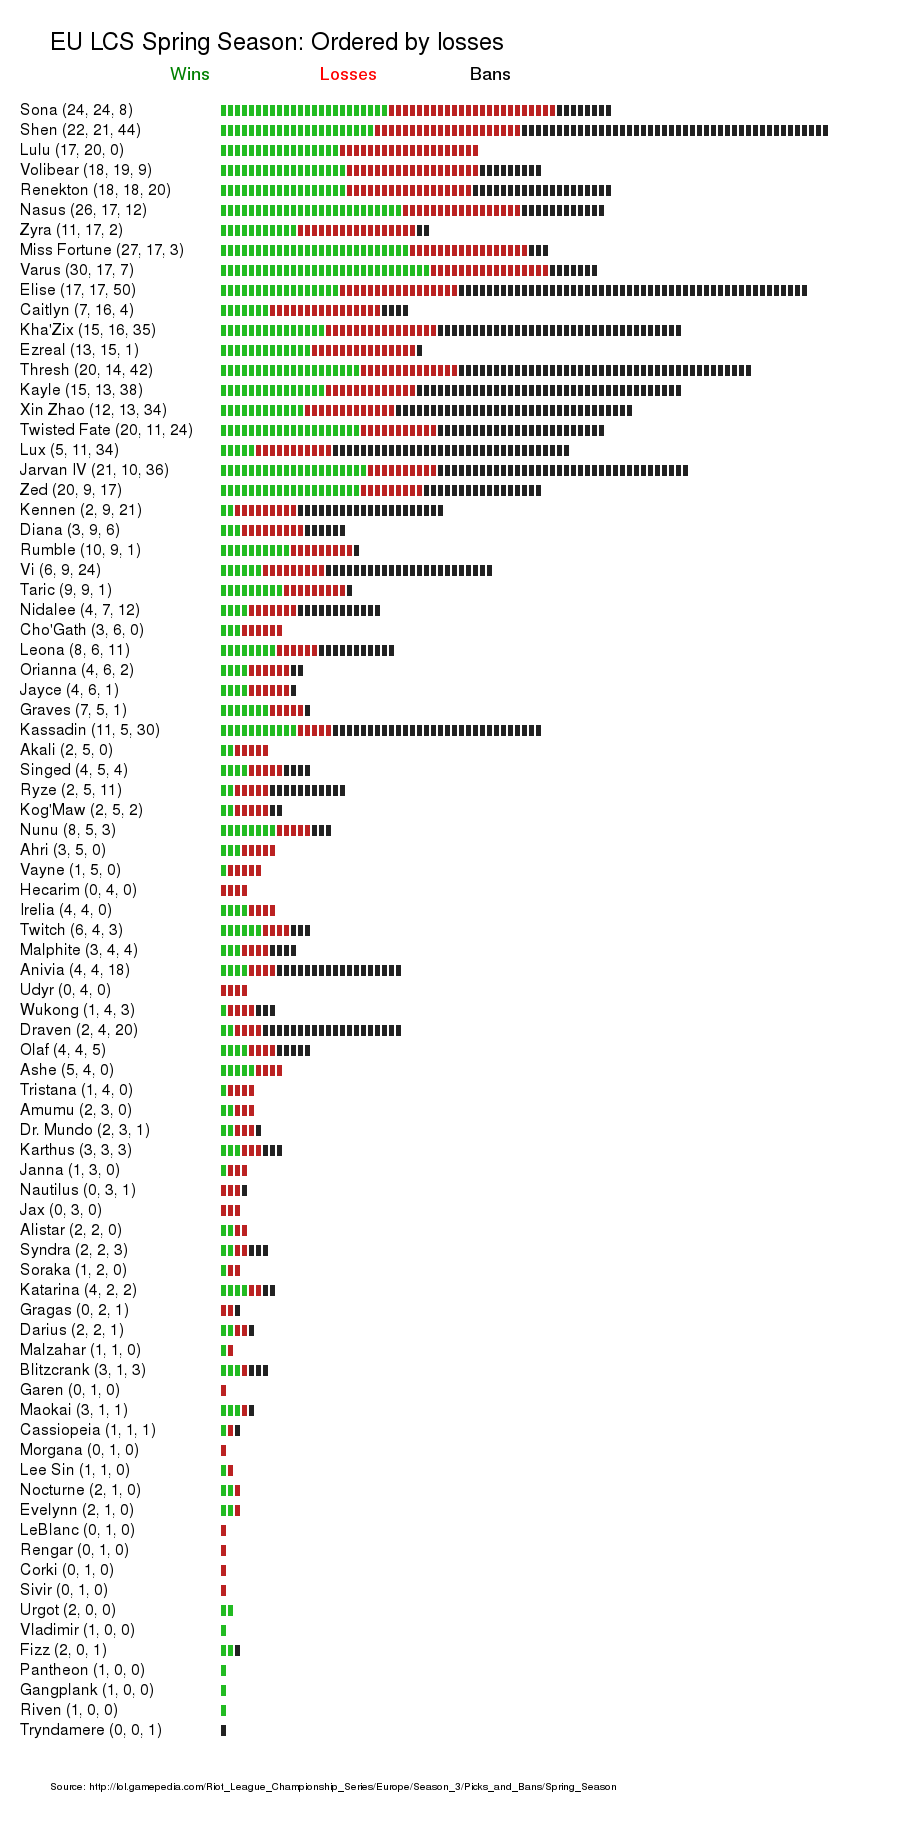 EU LCS Spring Season: Ordered by losses
Wins Losses Bans
Sona (24, 24, 8)
Shen (22, 21, 44)
Lulu (17, 20, 0)
Volibear (18, 19, 9)
Renekton (18, 18, 20)
Nasus (26, 17, 12)
Zyra (11, 17, 2)
Miss Fortune (27, 17, 3)
Varus (30, 17, 7)
Elise (17, 17, 50)
Caitlyn (7, 16, 4)
Kha'Zix (15, 16, 35)
Ezreal (13, 15, 1)
Thresh (20, 14, 42)
Kayle (15, 13, 38)
Xin Zhao (12, 13, 34)
Twisted Fate (20, 11, 24)
Lux (5, 11, 34)
Jarvan IV (21, 10, 36)
Zed (20, 9, 17)
Kennen (2, 9, 21)
Diana (3, 9, 6)
Rumble (10, 9, 1)
Vi (6, 9, 24)
Taric (9, 9, 1)
Nidalee (4, 7, 12)
Cho'Gath (3, 6, 0)
Leona (8, 6, 11)
Orianna (4, 6, 2)
Jayce (4, 6, 1)
Graves (7, 5, 1)
Kassadin (11, 5, 30)
Akali (2, 5, 0)
Singed (4, 5, 4)
Ryze (2, 5, 11)
Kog'Maw (2, 5, 2)
Nunu (8, 5, 3)
Ahri (3, 5, 0)
Vayne (1, 5, 0)
Hecarim (0, 4, 0)
Irelia (4, 4, 0)
Twitch (6, 4, 3)
Malphite (3, 4, 4)
Anivia (4, 4, 18)
Udyr (0, 4, 0)
Wukong (1, 4, 3)
Draven (2, 4, 20)
Olaf (4, 4, 5)
Ashe (5, 4, 0)
Tristana (1, 4, 0)
Amumu (2, 3, 0)
Dr. Mundo (2, 3, 1)
Karthus (3, 3, 3)
Janna (1, 3, 0)
Nautilus (0, 3, 1)
Jax (0, 3, 0)
Alistar (2, 2, 0)
Syndra (2, 2, 3)
Soraka (1, 2, 0)
Katarina (4, 2, 2)
Gragas (0, 2, 1)
Darius (2, 2, 1)
Malzahar (1, 1, 0)
Blitzcrank (3, 1, 3)
Garen (0, 1, 0)
Maokai (3, 1, 1)
Cassiopeia (1, 1, 1)
Morgana (0, 1, 0)
Lee Sin (1, 1, 0)
Nocturne (2, 1, 0)
Evelynn (2, 1, 0)
LeBlanc (0, 1, 0)
Rengar (0, 1, 0)
Corki (0, 1, 0)
Sivir (0, 1, 0)
Urgot (2, 0, 0)
Vladimir (1, 0, 0)
Fizz (2, 0, 1)
Pantheon (1, 0, 0)
Gangplank (1, 0, 0)
Riven (1, 0, 0)
Tryndamere (0, 0, 1)
Source: http://lol.gamepedia.com/Riot_League_Championship_Series/Europe/Season_3/Picks_and_Bans/Spring_Season